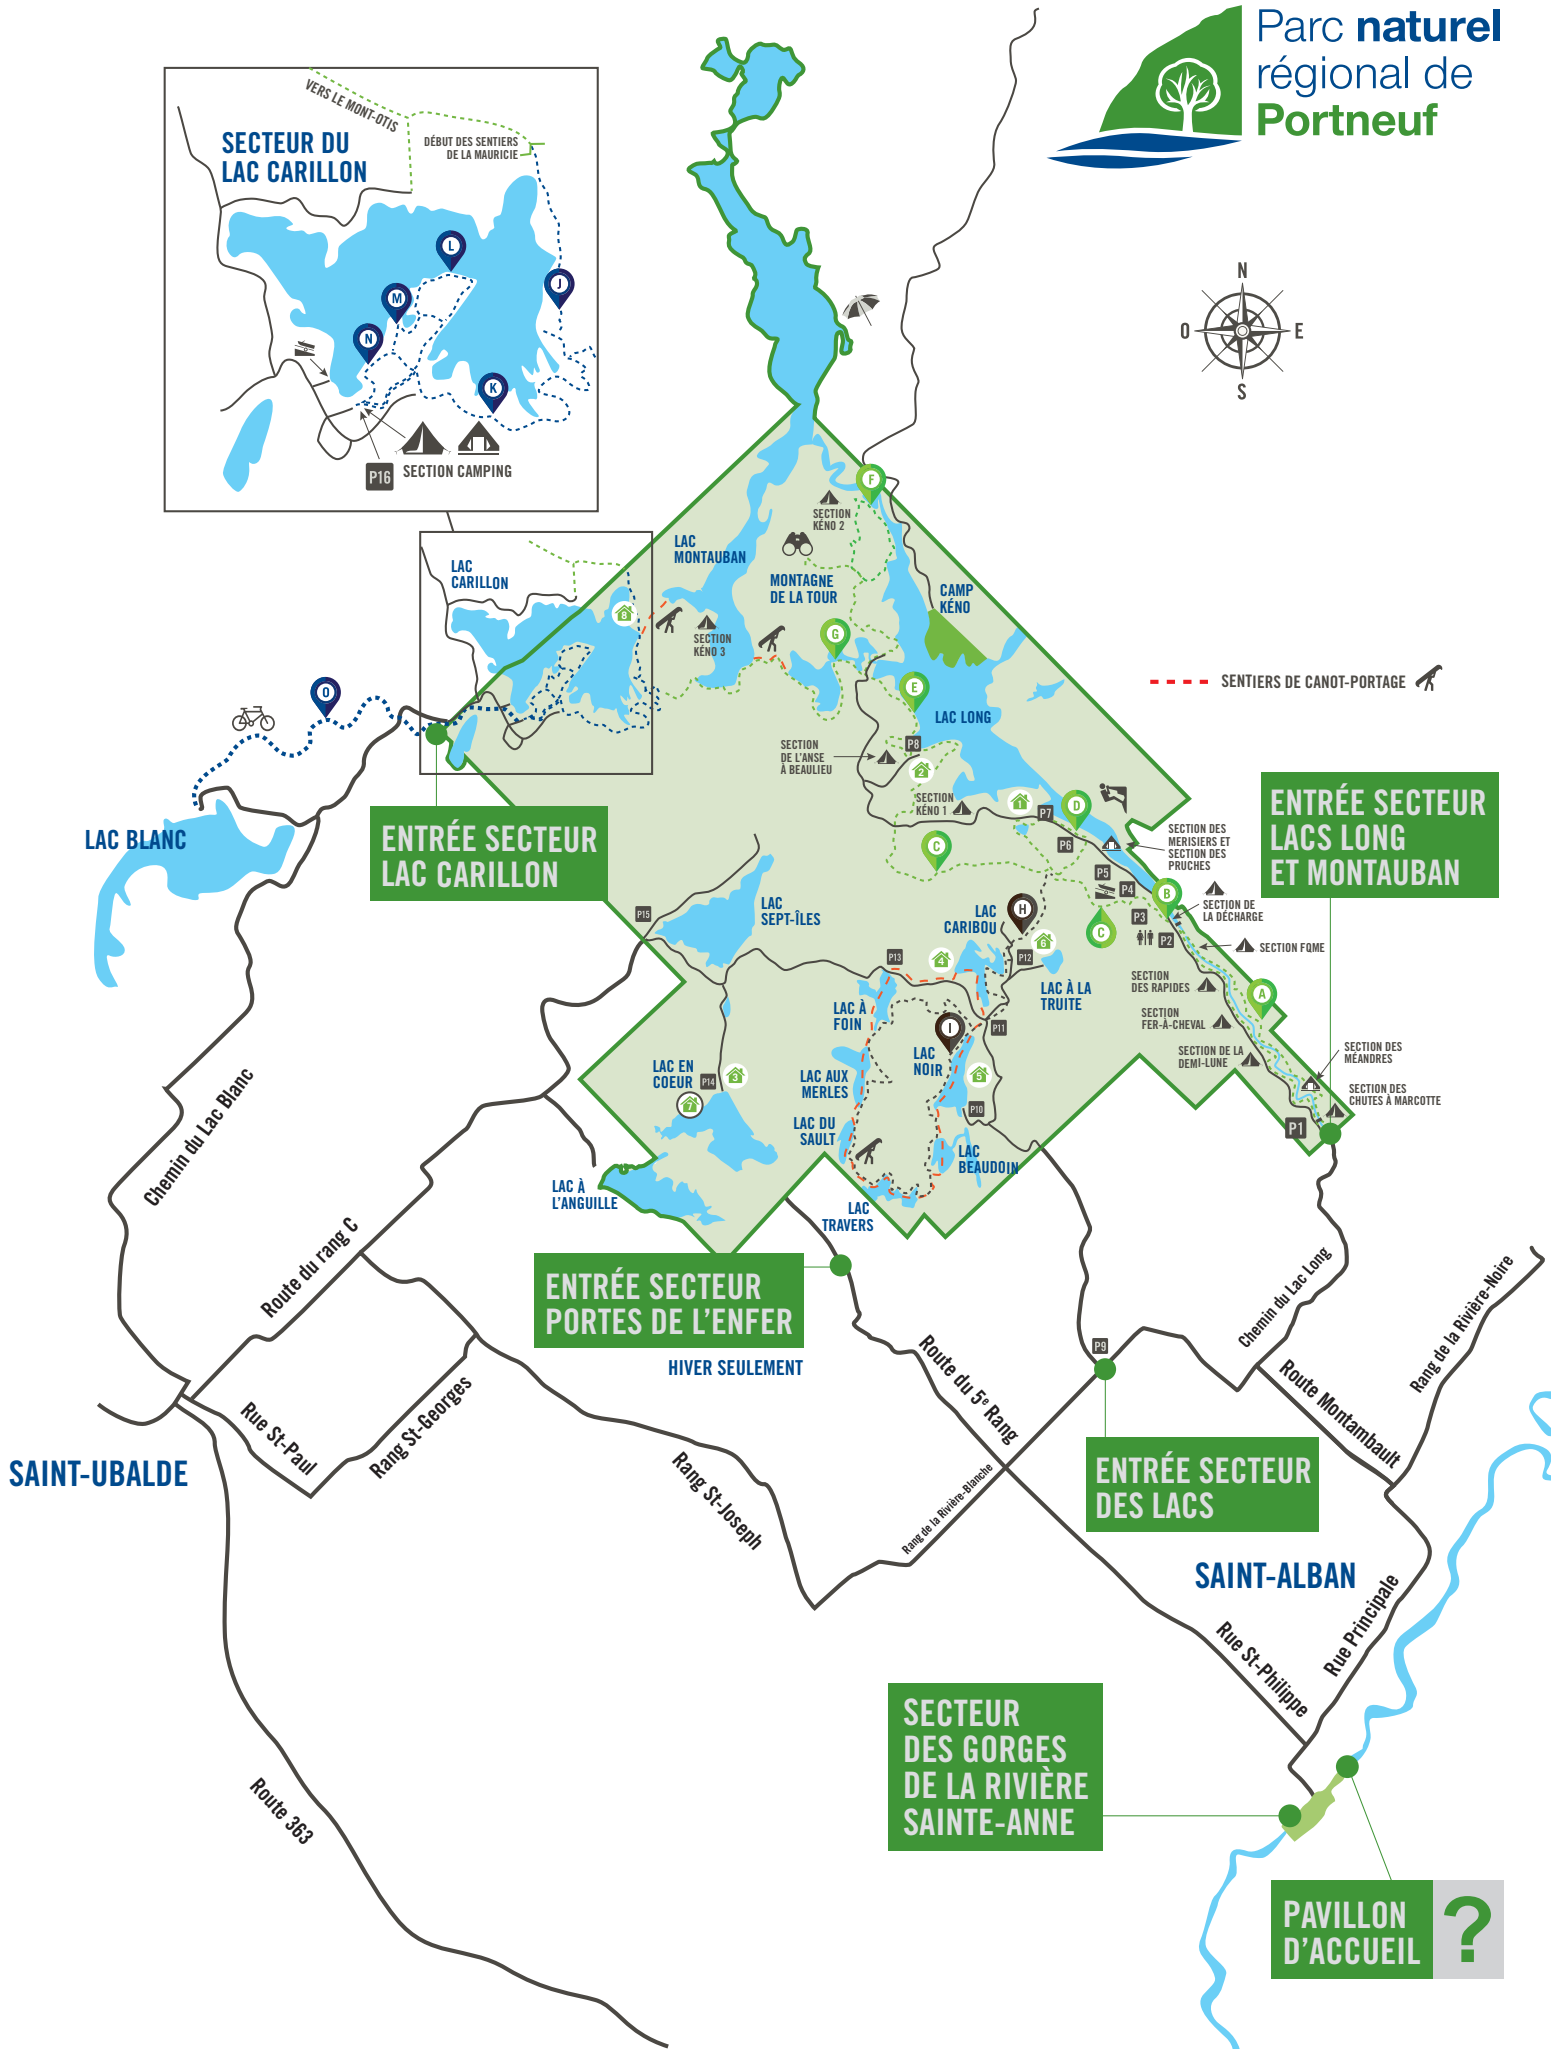 Parc naturel
régional de
Portneuf
VERS LE MONT-OTIS
SECTEUR DU
LAC CARILLON
DÉBUT DES SENTIERS
DE LA MAURICIE
L
J
M
N
K
P16
SECTION CAMPING
N
O
E
S
F
SECTION
KÉNO 2
LAC
MONTAUBAN
LAC
CARILLON
MONTAGNE
DE LA TOUR
CAMP
KÉNO
8
SECTION
KÉNO 3
G
E
O
SENTIERS DE CANOT-PORTAGE
LAC LONG
SECTION
DE L'ANSE
À BEAULIEU
P8
2
SECTION
KÉNO 1
1
P7
D
P6
SECTION DES
MERISIERS ET
SECTION DES
PRUCHES
ENTRÉE SECTEUR
LACS LONG
ET MONTAUBAN
LAC BLANC
ENTRÉE SECTEUR
LAC CARILLON
C
P5
P4
B
SECTION DE
LA DÉCHARGE
P15
LAC
SEPT-ÎLES
LAC
CARIBOU
H
6
C
P3
P2
SECTION FQME
P13
4
P12
LAC À LA
TRUITE
SECTION
DES RAPIDES
A
LAC À
FOIN
I
P11
SECTION
FER-À-CHEVAL
LAC
NOIR
SECTION DE LA
DEMI-LUNE
SECTION DES
MÉANDRES
LAC EN
COEUR
P14
3
7
LAC AUX
MERLES
5
P10
SECTION DES
CHUTES À MARCOTTE
LAC DU
SAULT
P1
LAC
BEAUDOIN
LAC À
L'ANGUILLE
LAC
TRAVERS
Chemin du Lac Blanc
Route du rang C
ENTRÉE SECTEUR
PORTES DE L'ENFER
HIVER SEULEMENT
Chemin du Lac Long
Rang de la Rivière-Noire
P9
Route du 5e Rang
Route Montambault
Rue St-Paul
Rang St-Georges
SAINT-UBALDE
Rang St-Joseph
Rang de la Rivière-Blanche
ENTRÉE SECTEUR
DES LACS
SAINT-ALBAN
Rue St-Philippe
Rue Principale
SECTEUR
DES GORGES
DE LA RIVIÈRE
SAINTE-ANNE
Route 363
PAVILLON
D'ACCUEIL
?